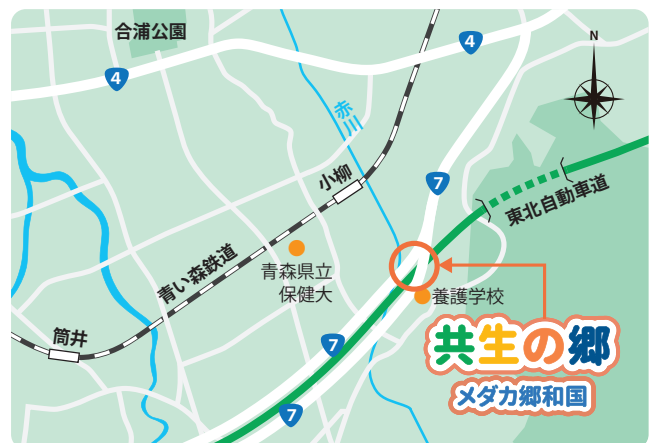 合浦公園
N
4
4
赤川
小柳
7
東北自動車道
青い森鉄道
青森県立
保健大
養護学校
筒井
7
共生の郷
メダカ郷和国
7